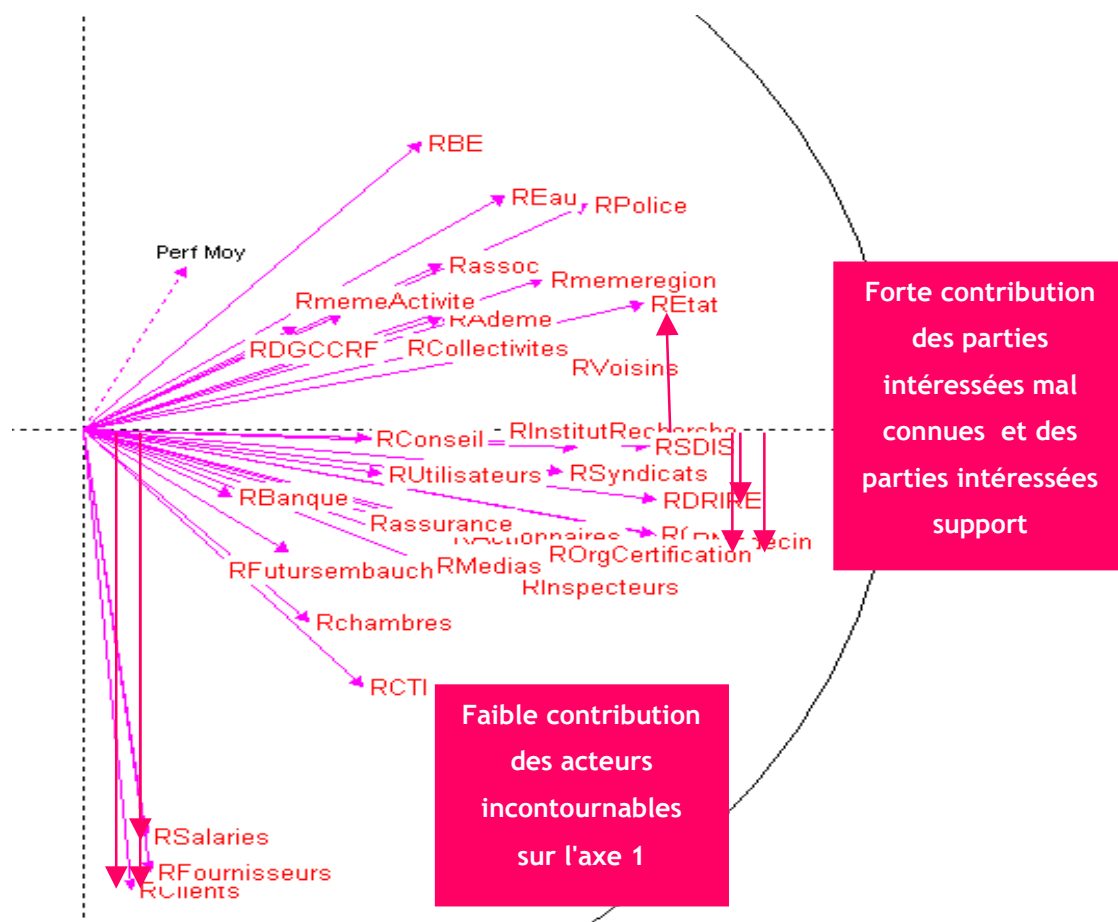 RBE
REau
RPolice
Perf Moy
Rassoc
Rmemeregion
RmemeActivite
REtat
RAdeme
RDGCCRF
RCollectivites
RVoisins
Forte contribution
des parties
intéressées mal
connues et des
parties intéressées
support
RConseil
RInstitutRecherche
RSDIS
RUtilisateurs
RSyndicats
RBanque
RDRIRE
Rassurance
RActionnaires
ROrgCertification
RFutursembauch
RMedias
RInspecteurs
Rchambres
RCTI
Faible contribution
des acteurs
incontournables
sur l'axe 1
RSalaries
RFournisseurs
RClients